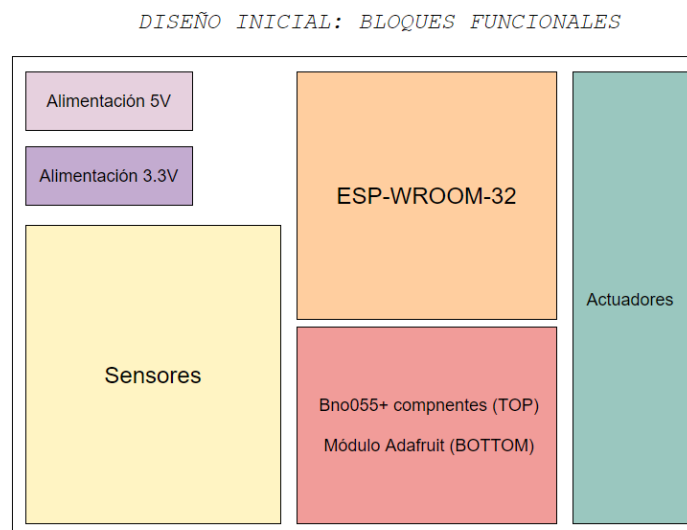 DISEÑO INICIAL: BLOQUES FUNCIONALES
Alimentación 5V
Alimentación 3.3V
Sensores
ESP-WROOM-32
Bno055+ compnentes (TOP)
Módulo Adafruit (BOTTOM)
Actuadores